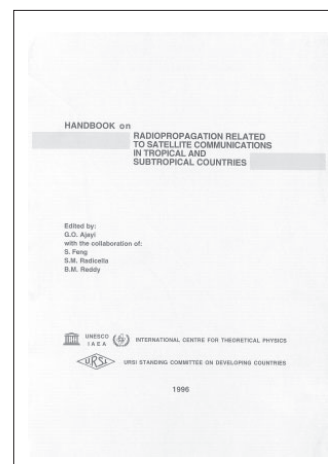 HANDBOOK on
RADIOPROPAGATION RELATED
TO SATELLITE COMMUNICATIONS
IN TROPICAL AND
SUBTROPICAL COUNTRIES
Edited by:
G.O. Ajayi
with the collaboration of:
S. Feng
S.M. Radicella
B.M. Reddy
UNESCO
IAEA
INTERNATIONAL CENTRE FOR THEORETICAL PHYSICS
URSI
URSI STANDING COMMITTEE ON DEVELOPING COUNTRIES
1996